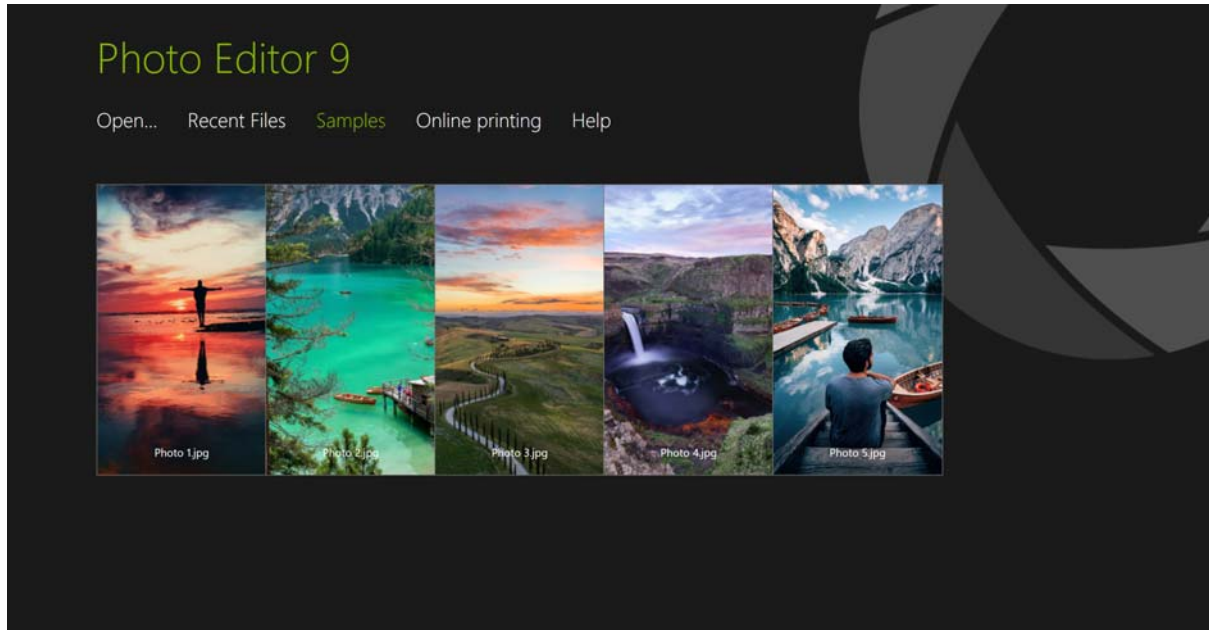 Photo Editor 9
Open... Recent Files Samples Online printing Help
Photo 1.jpg Photo 2.jpg Photo 3.jpg Photo 4.jpg Photo 5.jpg